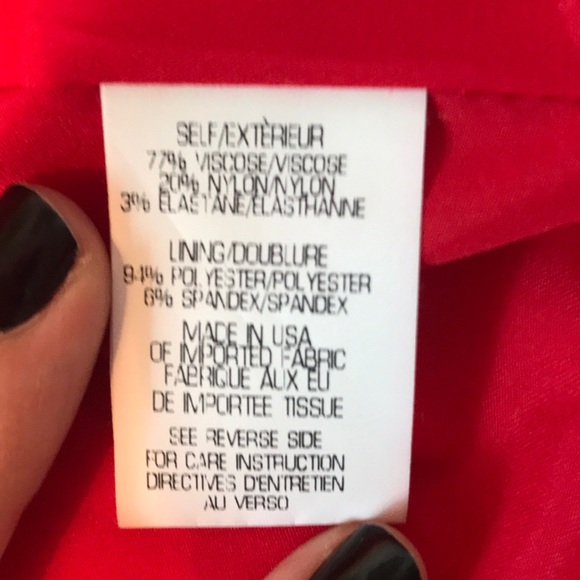 SELF/EXTÈRIEUR
77% VISCOSE/VISCOSE
20% NYLON/NYLON
3% ELASTANE/ELASTHANNE
LINING/DOUBLURE
94% POLYESTER/POLYESTER
6% SPANDEX/SPANDEX
MADE IN USA
OF IMPORTED FABRIC
FABRIQUE AUX EU
DE IMPORTEE TISSUE
SEE REVERSE SIDE
FOR CARE INSTRUCTION
DIRECTIVES D'ENTRETIEN
AU VERSO